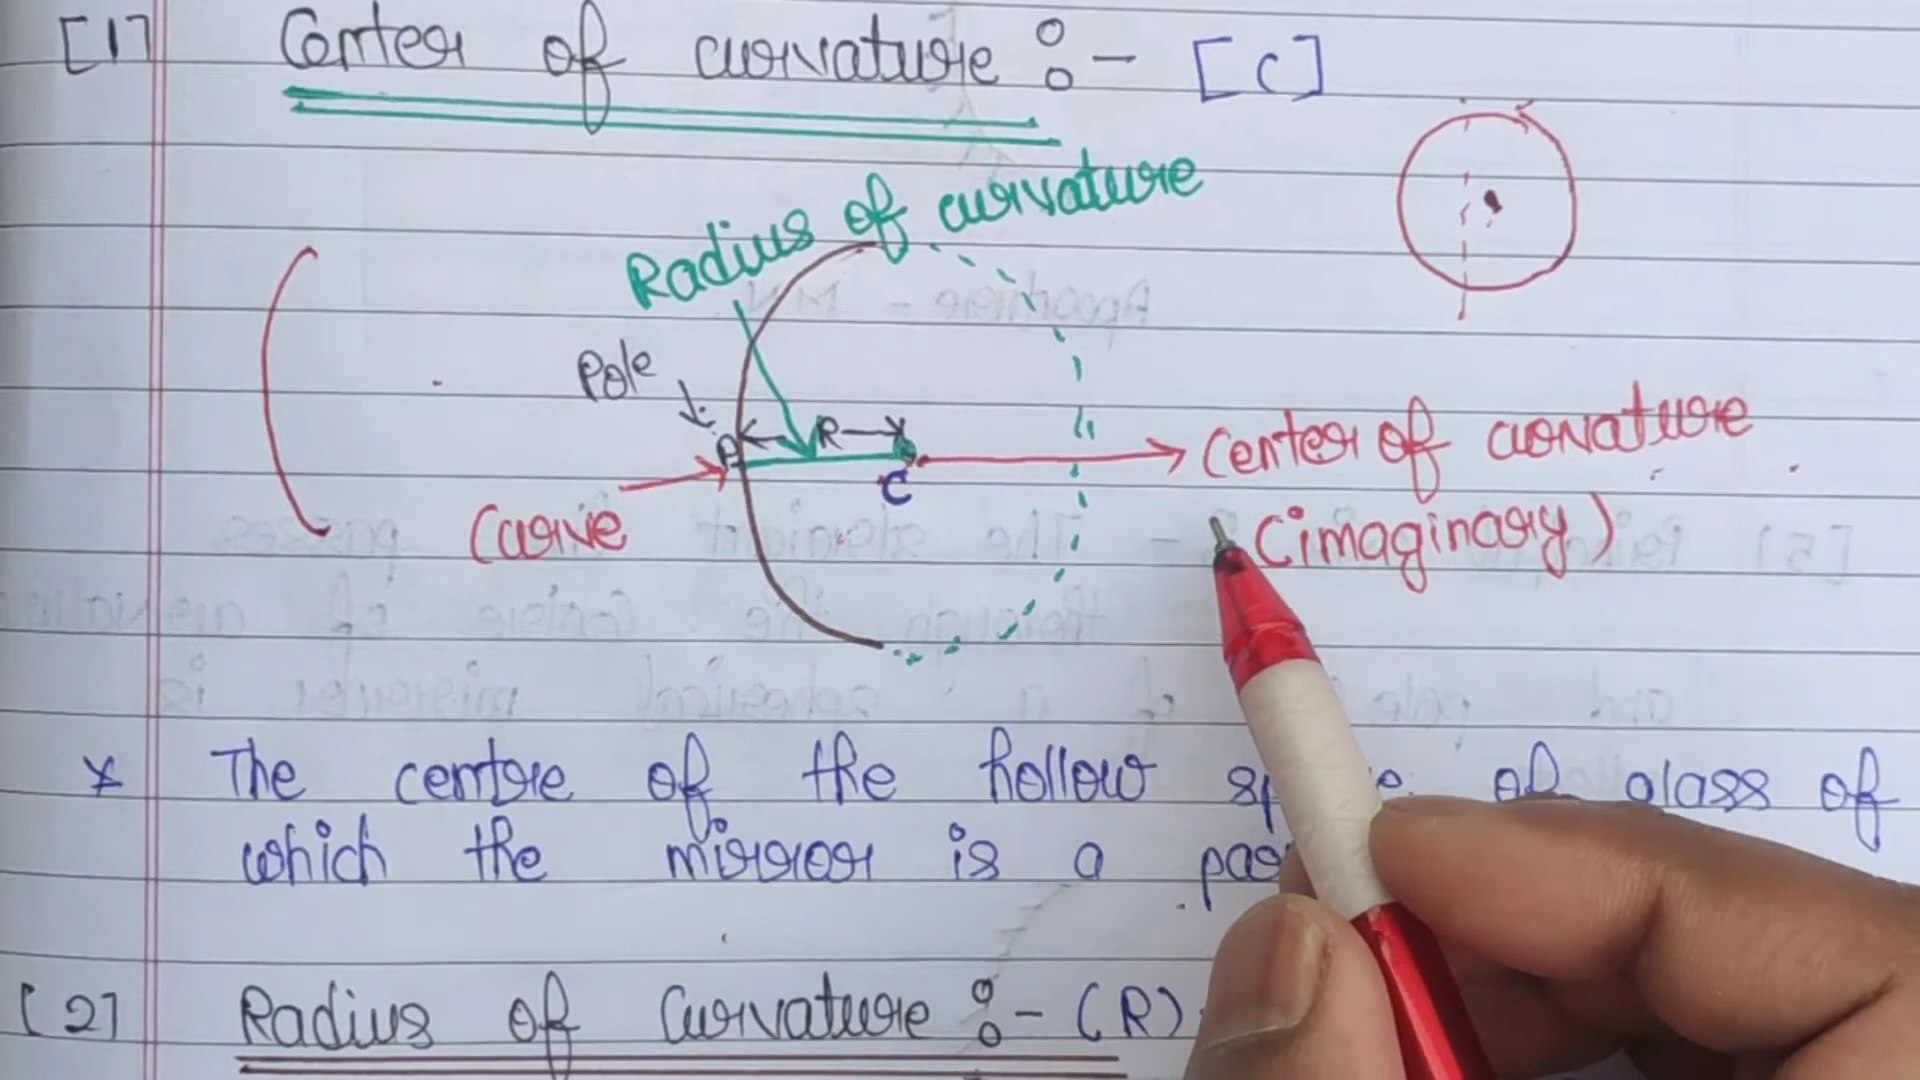 [1] Center of curvature :- [C]
Radius of curvature
Pole
P R
C
Center of curvature
(imaginary)
Curve
* The centre of the hollow of glass of
which the mirror is a
[2] Radius of Curvature :- (R)